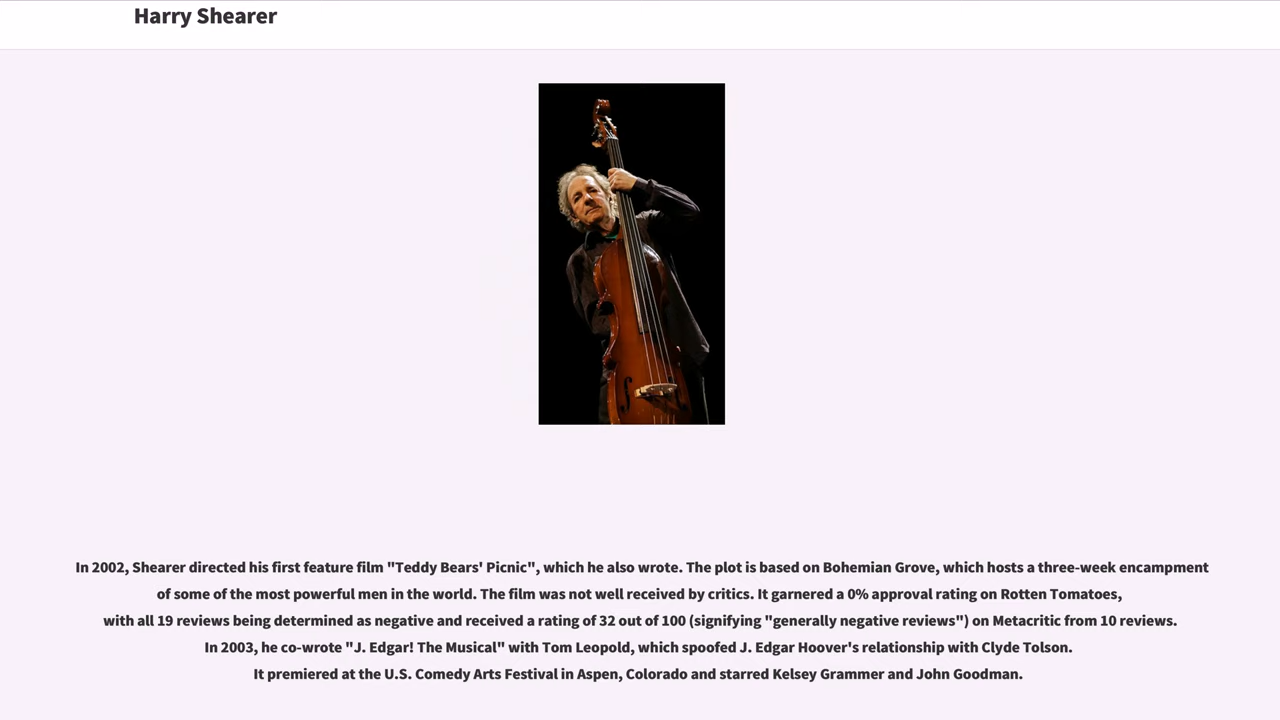 Harry Shearer
In 2002, Shearer directed his first feature film "Teddy Bears' Picnic", which he also wrote. The plot is based on Bohemian Grove, which hosts a three-week encampment
of some of the most powerful men in the world. The film was not well received by critics. It garnered a 0% approval rating on Rotten Tomatoes,
with all 19 reviews being determined as negative and received a rating of 32 out of 100 (signifying "generally negative reviews") on Metacritic from 10 reviews.
In 2003, he co-wrote "J. Edgar! The Musical" with Tom Leopold, which spoofed J. Edgar Hoover's relationship with Clyde Tolson.
It premiered at the U.S. Comedy Arts Festival in Aspen, Colorado and starred Kelsey Grammer and John Goodman.